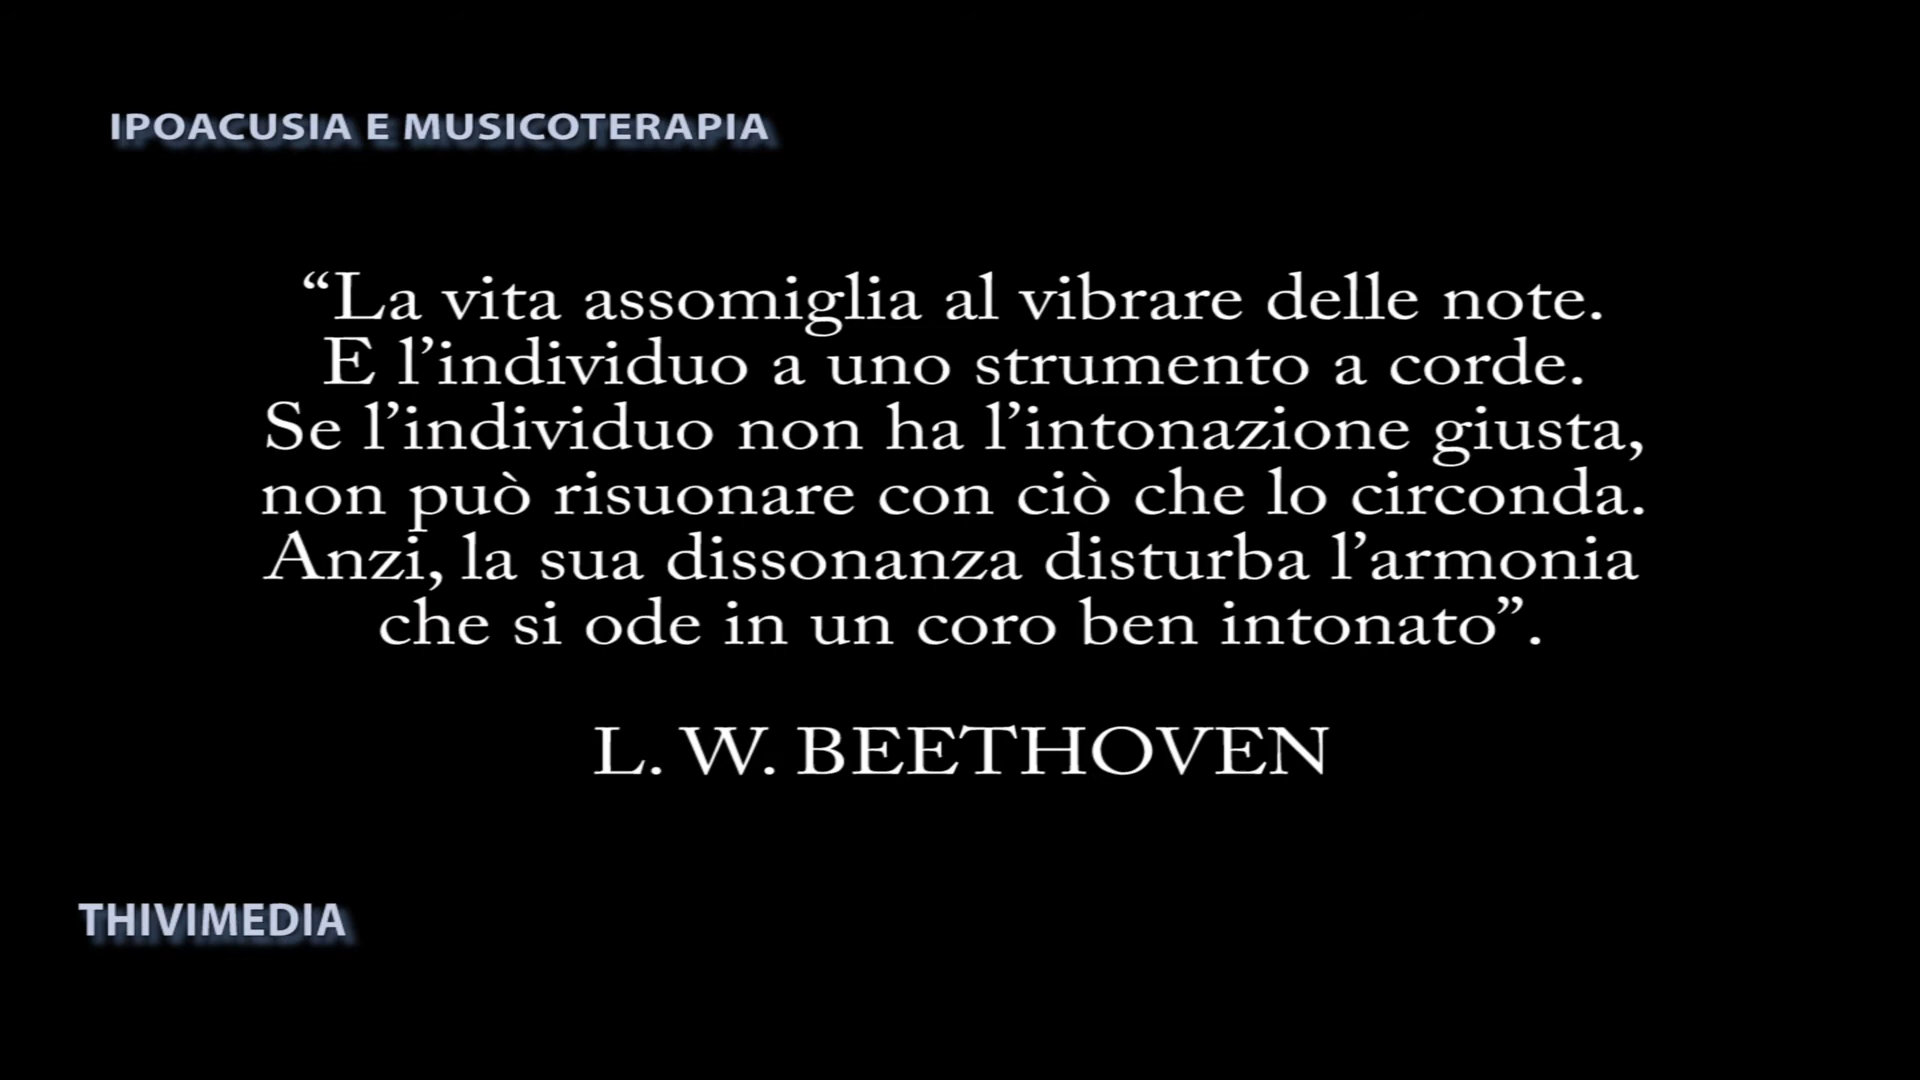 IPOACUSIA E MUSICOTERAPIA
“La vita assomiglia al vibrare delle note.
E l’individuo a uno strumento a corde.
Se l’individuo non ha l’intonazione giusta,
non può risuonare con ciò che lo circonda.
Anzi, la sua dissonanza disturba l’armonia
che si ode in un coro ben intonato”.
L. W. BEETHOVEN
THIVIMEDIA